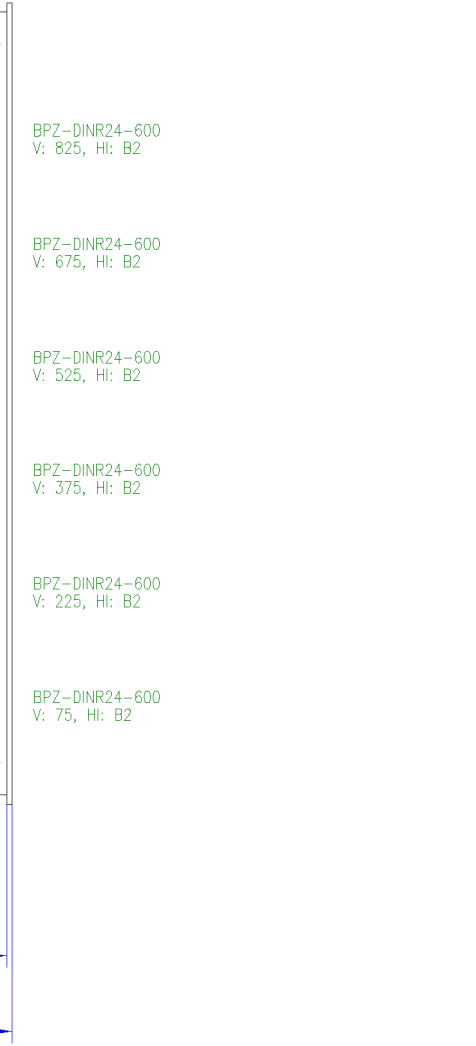 BPZ-DINR24-600
V: 825, HI: B2
BPZ-DINR24-600
V: 675, HI: B2
BPZ-DINR24-600
V: 525, HI: B2
BPZ-DINR24-600
V: 375, HI: B2
BPZ-DINR24-600
V: 225, HI: B2
BPZ-DINR24-600
V: 75, HI: B2